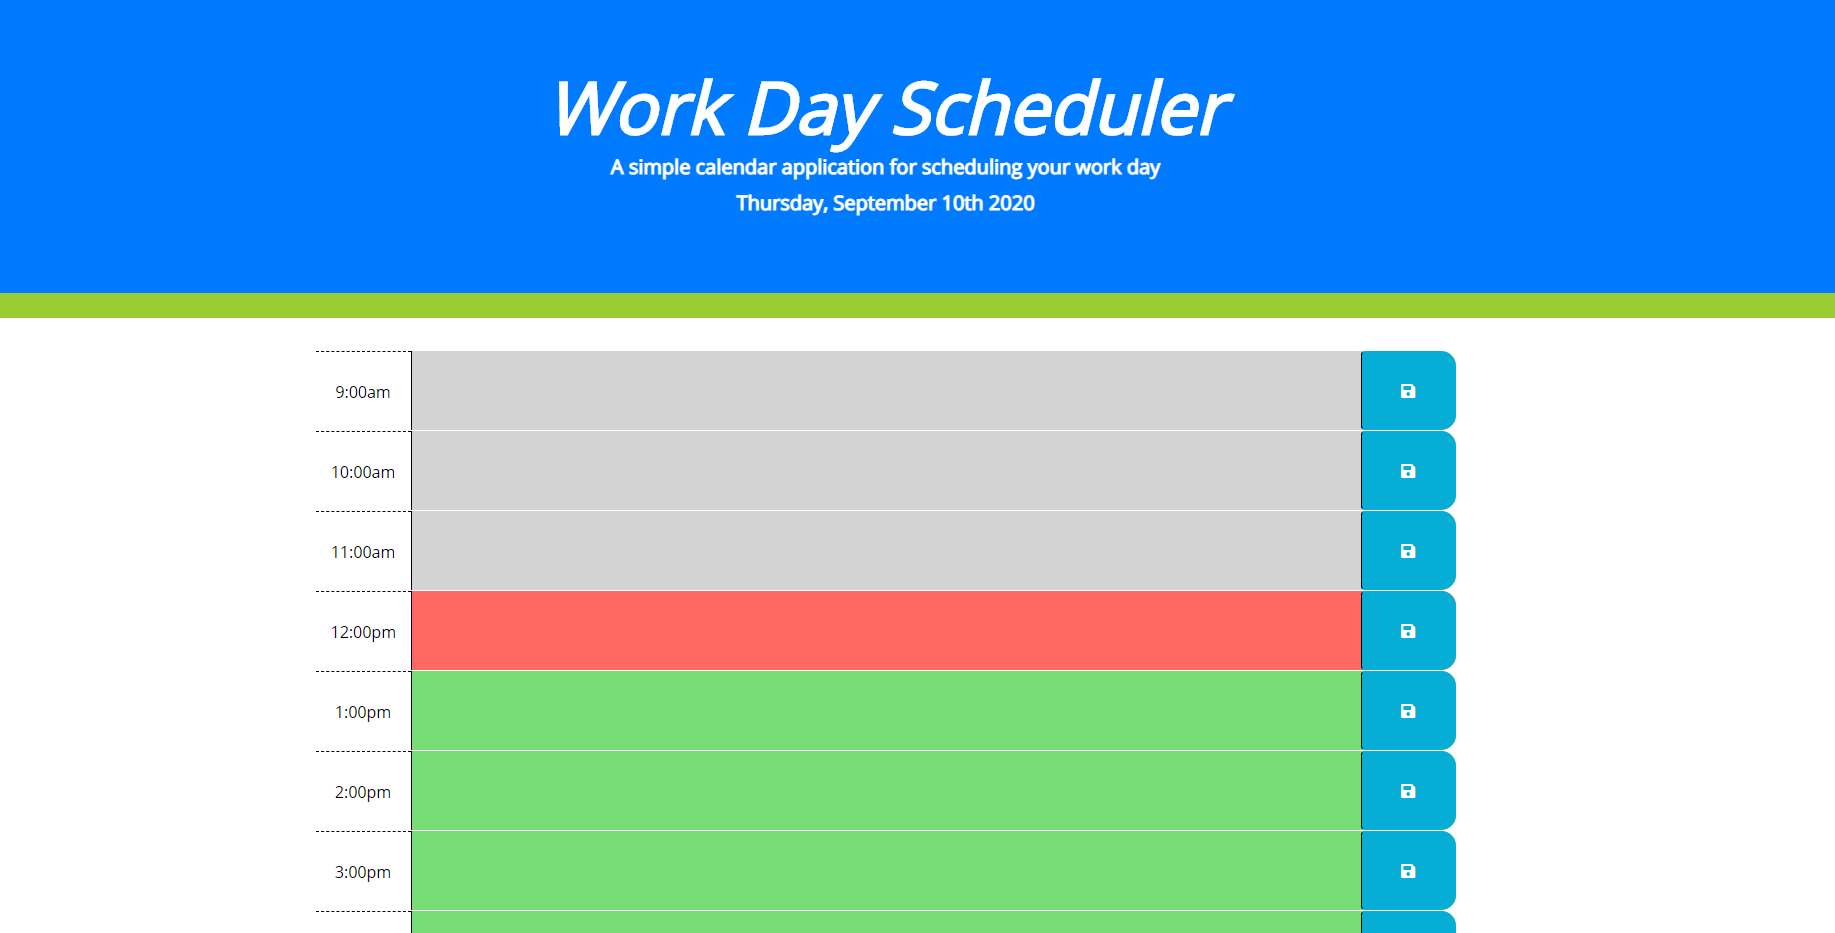 Work Day Scheduler
A simple calendar application for scheduling your work day
Thursday, September 10th 2020
9:00am
10:00am
11:00am
12:00pm
1:00pm
2:00pm
3:00pm